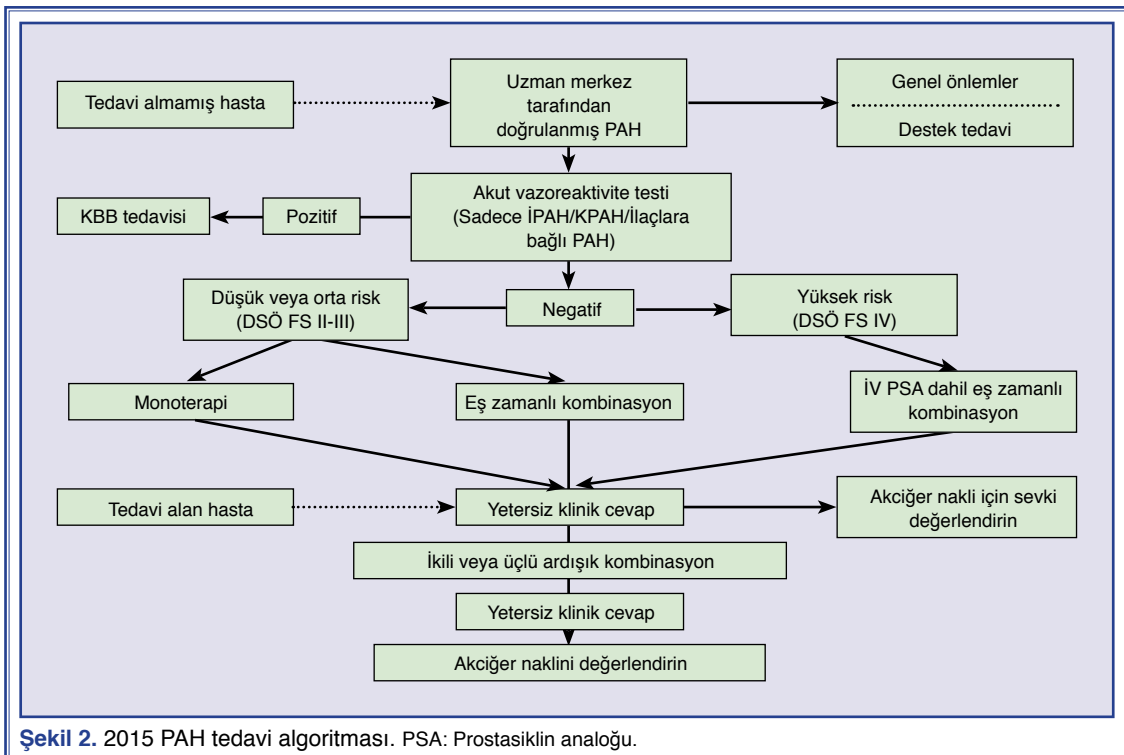 Tedavi almamış hasta
Uzman merkez
tarafından
doğrulanmış PAH
Genel önlemler
Destek tedavi
Akut vazoreaktivite testi
(Sadece İPAH/KPAH/İlaçlara
bağlı PAH)
KBB tedavisi
Pozitif
Düşük veya orta risk
(DSÖ FS II-III)
Negatif
Yüksek risk
(DSÖ FS IV)
Monoterapi
Eş zamanlı kombinasyon
İV PSA dahil eş zamanlı
kombinasyon
Tedavi alan hasta
Yetersiz klinik cevap
Akciğer nakli için sevki
değerlendirin
İkili veya üçlü ardışık kombinasyon
Yetersiz klinik cevap
Akciğer naklini değerlendirin
Şekil 2. 2015 PAH tedavi algoritması. PSA: Prostasiklin analoğu.